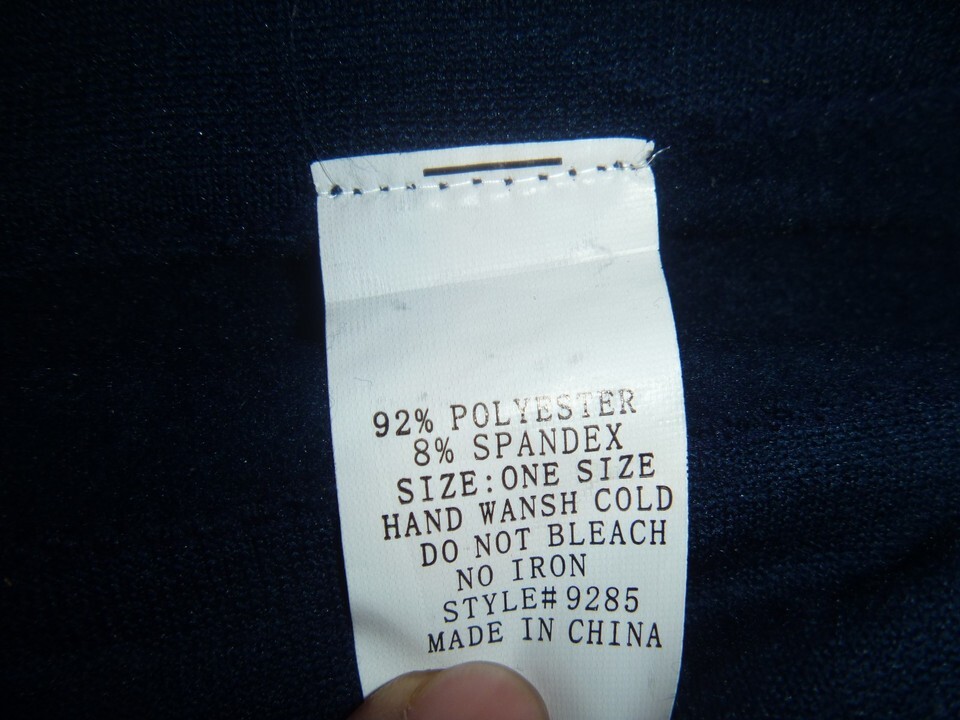 92% POLYESTER
8% SPANDEX
SIZE:ONE SIZE
HAND WANSH COLD
DO NOT BLEACH
NO IRON
STYLE#9285
MADE IN CHINA